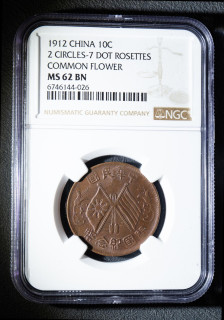 1912 CHINA 10C
2 CIRCLES-7 DOT ROSETTES
COMMON FLOWER
MS 62 BN
6746144-026
NUMISMATIC GUARANTY COMPANY
NGC